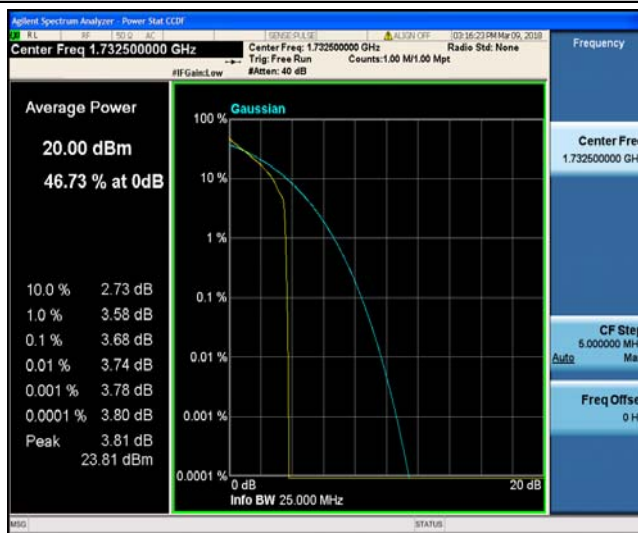 Agilent Spectrum Analyzer - Power Stat CCDF
RL RF 50 Ω AC SENSE:PULSE ALIGN OFF 03:16:23 PM Mar 09, 2018
Center Freq 1.732500000 GHz
Center Freq: 1.732500000 GHz Radio Std: None
Trig: Free Run Counts:1.00 M/1.00 Mpt
#IFGain:Low #Atten: 40 dB
Frequency
Average Power
20.00 dBm
46.73 % at 0dB
10.0 % 2.73 dB
1.0 % 3.58 dB
0.1 % 3.68 dB
0.01 % 3.74 dB
0.001 % 3.78 dB
0.0001 % 3.80 dB
Peak 3.81 dB
23.81 dBm
Gaussian
100 %
10 %
1 %
0.1 %
0.01 %
0.001 %
0.0001 %
0 dB 20 dB
Info BW 25.000 MHz
Center Fre
1.732500000 GH
CF Step
5.000000 MH
Auto Ma
Freq Offse
0 H
MSG STATUS